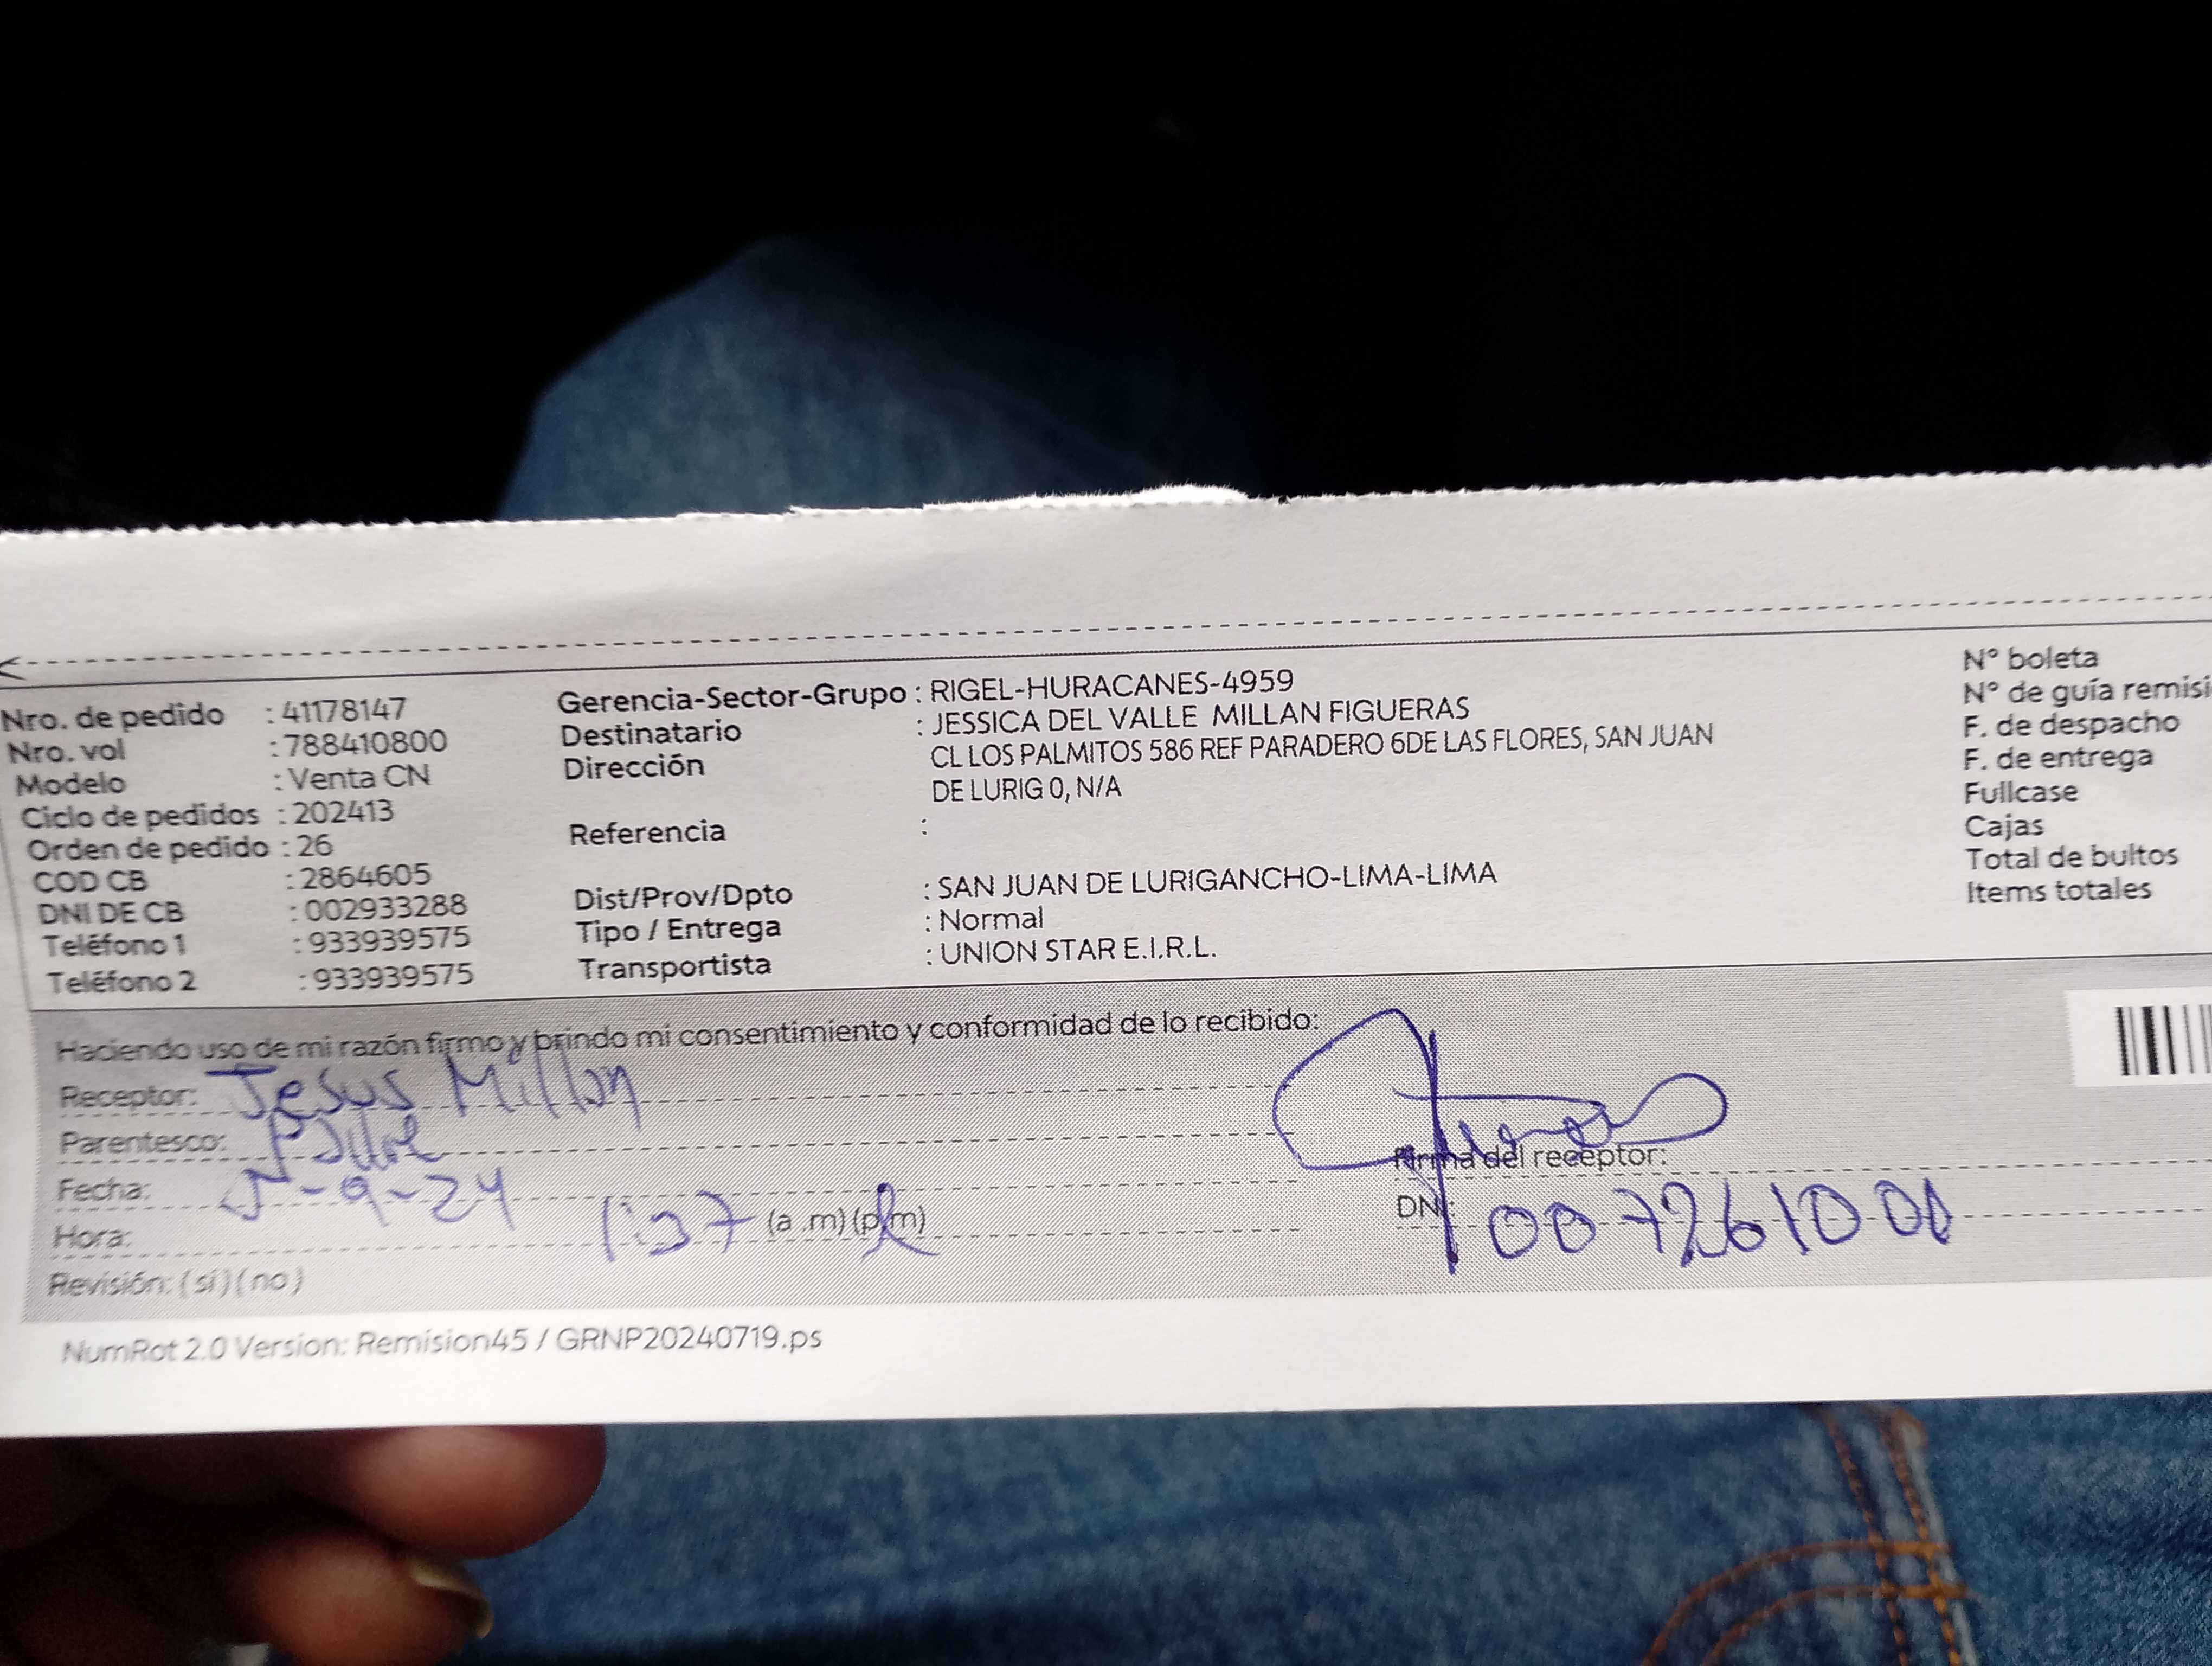 Nro. de pedido : 41178147
Nro. vol : 788410800
Modelo : Venta CN
Ciclo de pedidos : 202413
Orden de pedido : 26
COD CB : 2864605
DNI DE CB : 002933288
Teléfono 1 : 933939575
Teléfono 2 : 933939575
Gerencia-Sector-Grupo : RIGEL-HURACANES-4959
Destinatario : JESSICA DEL VALLE MILLAN FIGUERAS
Dirección CL LOS PALMITOS 586 REF PARADERO 6DE LAS FLORES, SAN JUAN
DE LURIG 0, N/A
Referencia :
Dist/Prov/Dpto : SAN JUAN DE LURIGANCHO-LIMA-LIMA
Tipo / Entrega : Normal
Transportista : UNION STAR E.I.R.L.
N° boleta
N° de guía remisi
F. de despacho
F. de entrega
Fullcase
Cajas
Total de bultos
Items totales
Haciendo uso de mi razón firmo y brindo mi consentimiento y conformidad de lo recibido:
Receptor: Jesus Millan
Parentesco:
Fecha: 5-9-24
Hora: 1:37 (a .m) (p.m)
Revisión: (si) (no)
Firma del receptor:
DNI:
NumRot 2.0 Version: Remision45 / GRNP20240719.ps